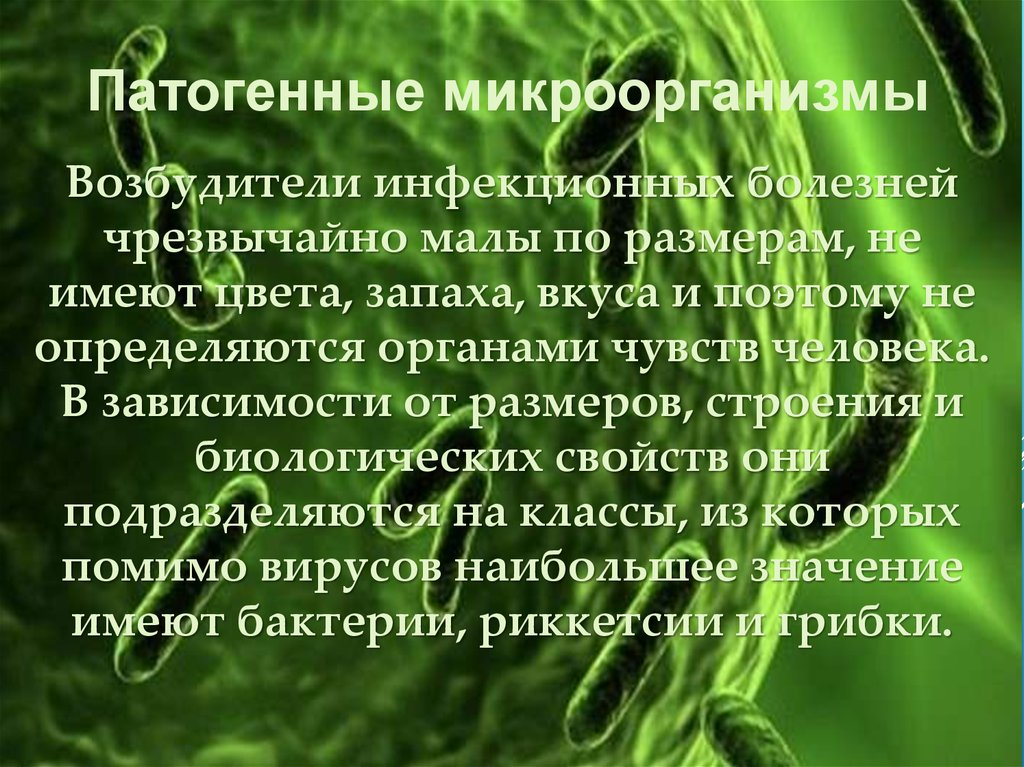 Патогенные микроорганизмы
Возбудители инфекционных болезней
чрезвычайно малы по размерам, не
имеют цвета, запаха, вкуса и поэтому не
определяются органами чувств человека.
В зависимости от размеров, строения и
биологических свойств они
подразделяются на классы, из которых
помимо вирусов наибольшее значение
имеют бактерии, риккетсии и грибки.